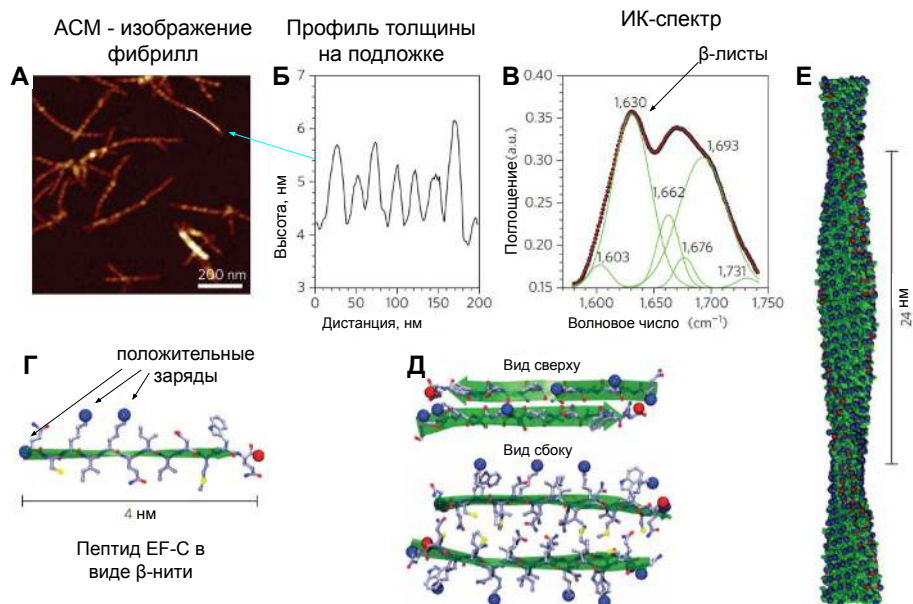 АСМ - изображение
фибрилл
Профиль толщины
на подложке
ИК-спектр
β-листы
А
Б
В
Е
200 nm
7
6
5
4
3
Высота, нм
0
50
100
150
200
Дистанция, нм
0.40
0.35
0.30
0.25
0.20
0.15
Поглощение(a.u.)
1,630
1,693
1,662
1,676
1,603
1,731
1,600
1,650
1,700
1,750
Волновое число (cm⁻¹)
24 нм
Г
положительные
заряды
4 нм
Пептид EF-C в
виде β-нити
Д
Вид сверху
Вид сбоку